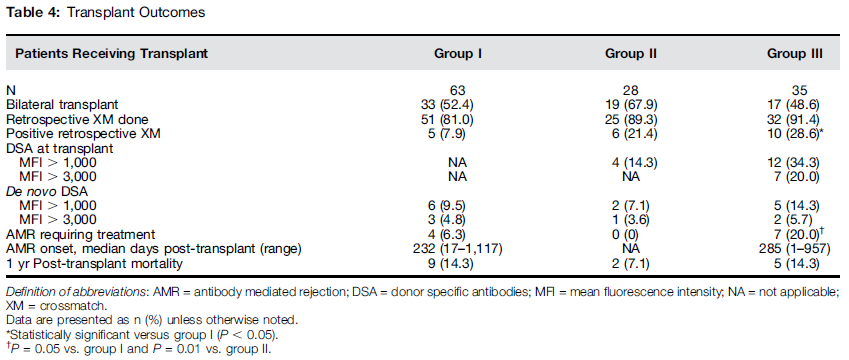 Table 4: Transplant Outcomes
Patients Receiving Transplant Group I Group II Group III
N 63 28 35
Bilateral transplant 33 (52.4) 19 (67.9) 17 (48.6)
Retrospective XM done 51 (81.0) 25 (89.3) 32 (91.4)
Positive retrospective XM 5 (7.9) 6 (21.4) 10 (28.6)*
DSA at transplant
MFI > 1,000 NA 4 (14.3) 12 (34.3)
MFI > 3,000 NA NA 7 (20.0)
De novo DSA
MFI > 1,000 6 (9.5) 2 (7.1) 5 (14.3)
MFI > 3,000 3 (4.8) 1 (3.6) 2 (5.7)
AMR requiring treatment 4 (6.3) 0 (0) 7 (20.0)†
AMR onset, median days post-transplant (range) 232 (17–1,117) NA 285 (1–957)
1 yr Post-transplant mortality 9 (14.3) 2 (7.1) 5 (14.3)
Definition of abbreviations: AMR = antibody mediated rejection; DSA = donor specific antibodies; MFI = mean fluorescence intensity; NA = not applicable;
XM = crossmatch.
Data are presented as n (%) unless otherwise noted.
*Statistically significant versus group I (P < 0.05).
†P = 0.05 vs. group I and P = 0.01 vs. group II.